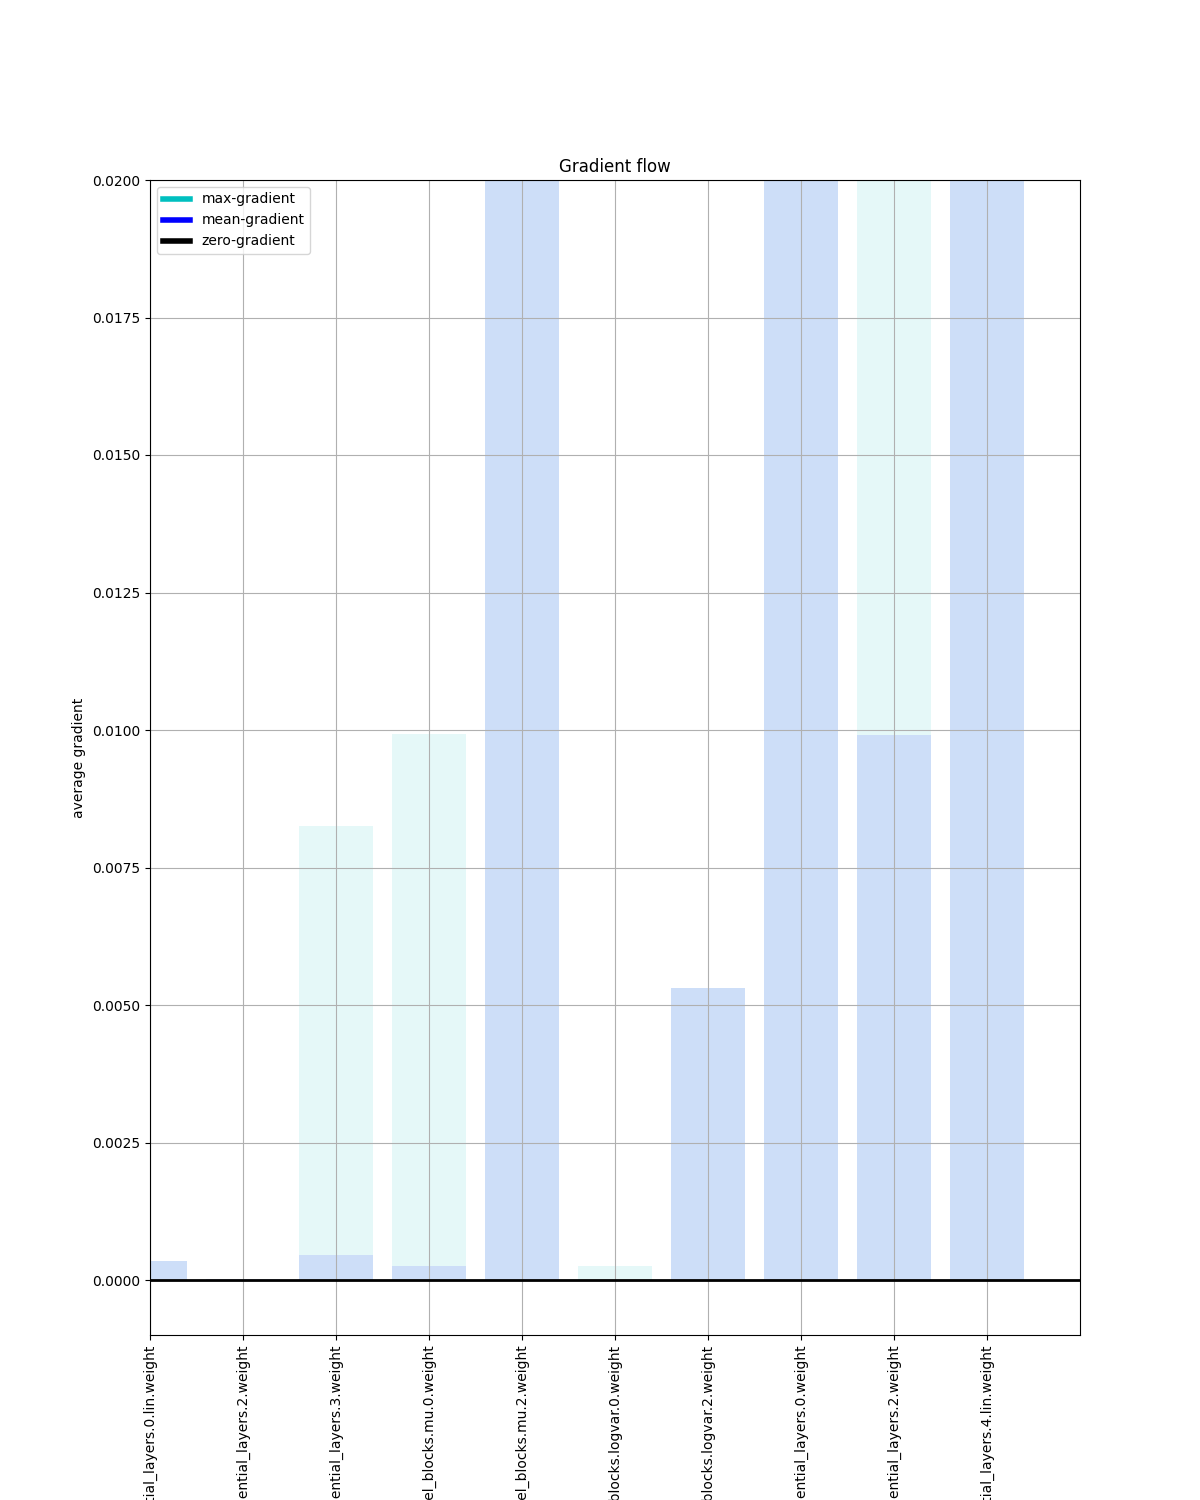 Gradient flow
max-gradient
mean-gradient
zero-gradient
0.0200
0.0175
0.0150
0.0125
0.0100
0.0075
0.0050
0.0025
0.0000
average gradient
tial_layers.0.lin.weight
ential_layers.2.weight
ential_layers.3.weight
el_blocks.mu.0.weight
el_blocks.mu.2.weight
blocks.logvar.0.weight
blocks.logvar.2.weight
ential_layers.0.weight
ential_layers.2.weight
tial_layers.4.lin.weight